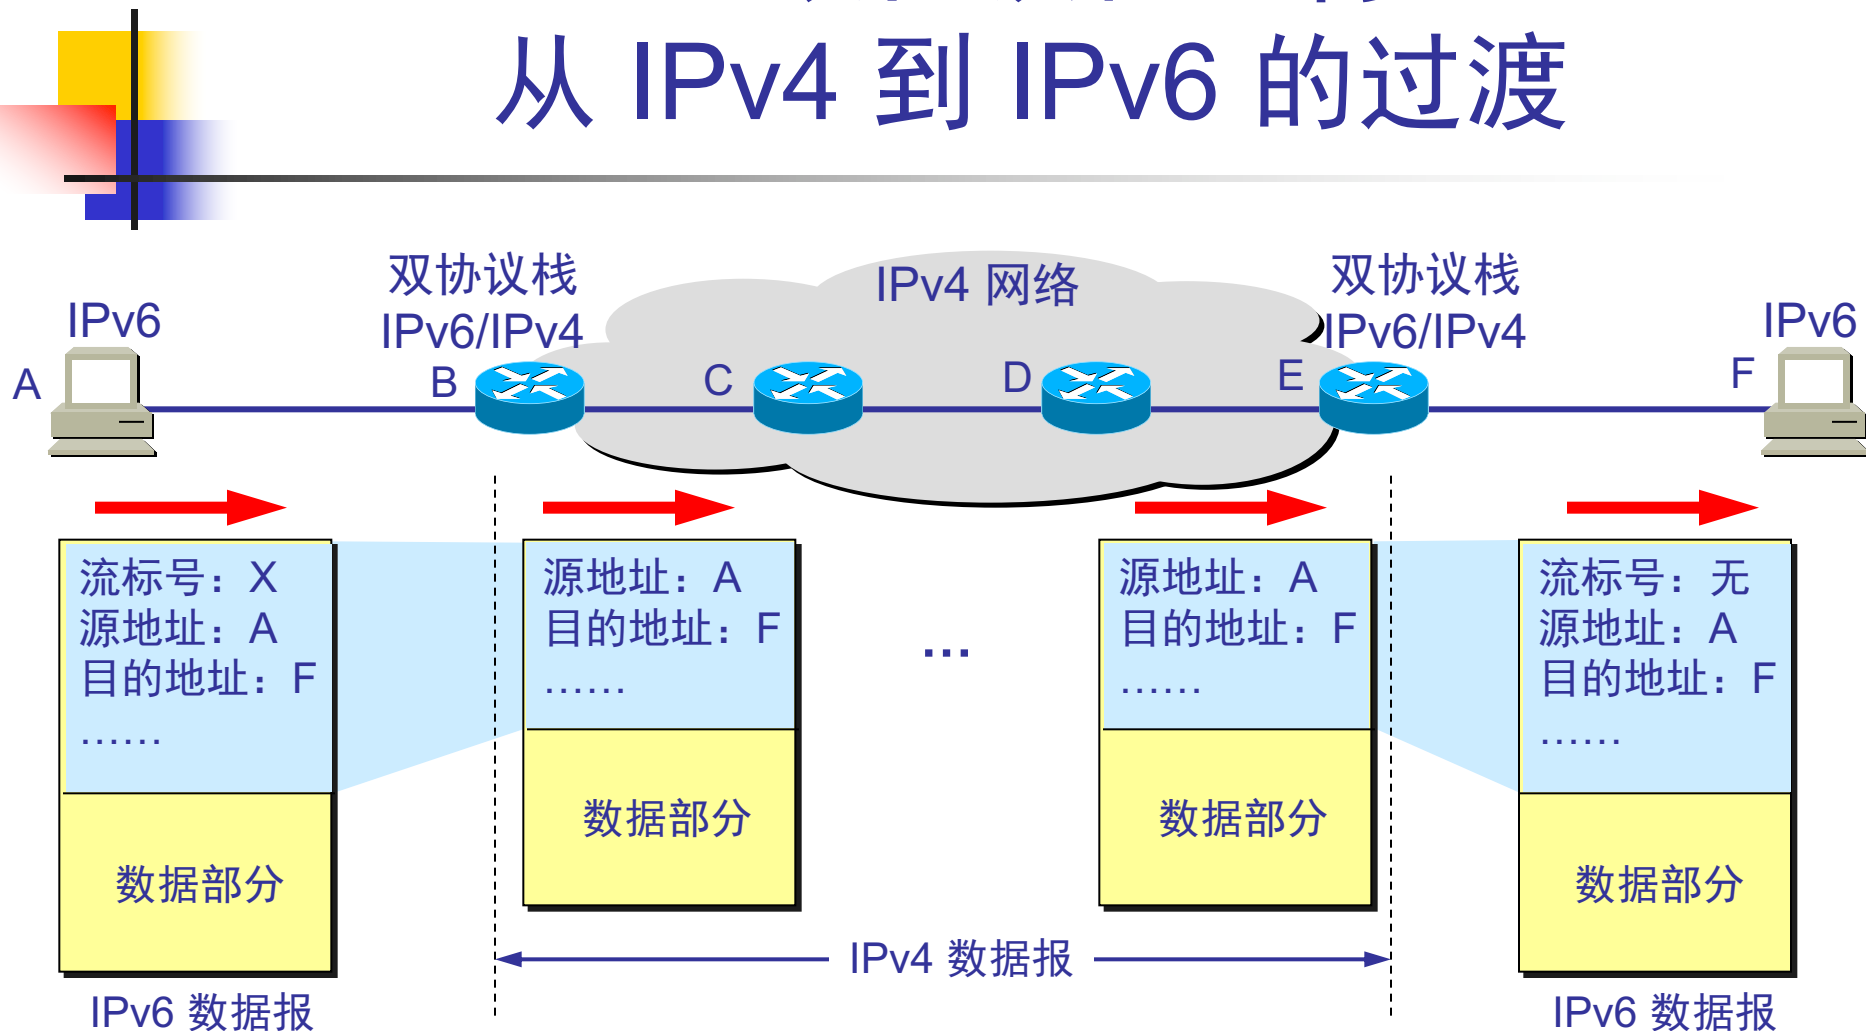 从 IPv4 到 IPv6 的过渡
双协议栈
IPv6/IPv4
IPv4 网络
双协议栈
IPv6/IPv4
IPv6
IPv6
A
B
C
D
E
F
流标号：X
源地址：A
目的地址：F
……
数据部分
IPv6 数据报
源地址：A
目的地址：F
……
数据部分
…
源地址：A
目的地址：F
……
数据部分
IPv4 数据报
流标号：无
源地址：A
目的地址：F
……
数据部分
IPv6 数据报